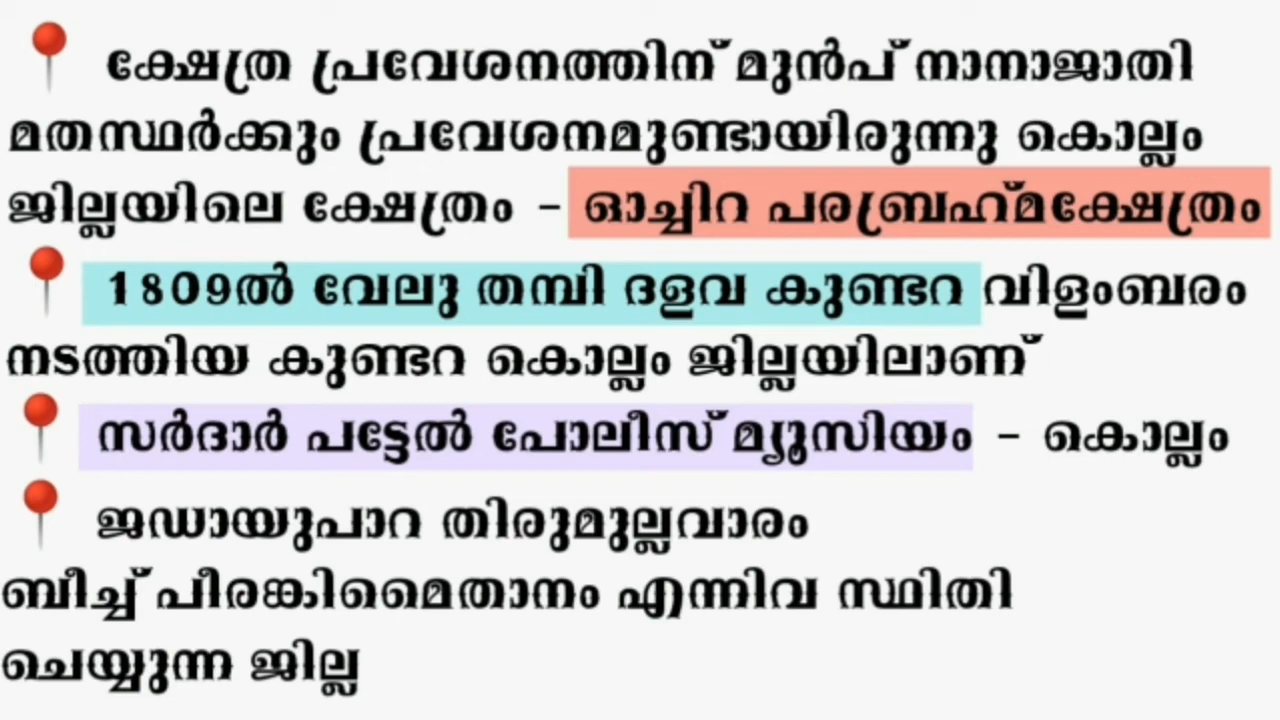 ക്ഷേത്ര പ്രവേശനത്തിന് മുൻപ് നാനാജാതി
മതസ്ഥർക്കും പ്രവേശനമുണ്ടായിരുന്നു കൊല്ലം
ജില്ലയിലെ ക്ഷേത്രം - ഓച്ചിറ പരബ്രഹ്‌മക്ഷേത്രം
1809ൽ വേലു തമ്പി ദളവ കുണ്ടറ വിളംബരം
നടത്തിയ കുണ്ടറ കൊല്ലം ജില്ലയിലാണ്
സർദാർ പട്ടേൽ പോലീസ് മ്യൂസിയം - കൊല്ലം
ജഡായുപാറ തിരുമുല്ലവാരം
ബീച്ച് പീരങ്കിമൈതാനം എന്നിവ സ്ഥിതി
ചെയ്യുന്ന ജില്ല